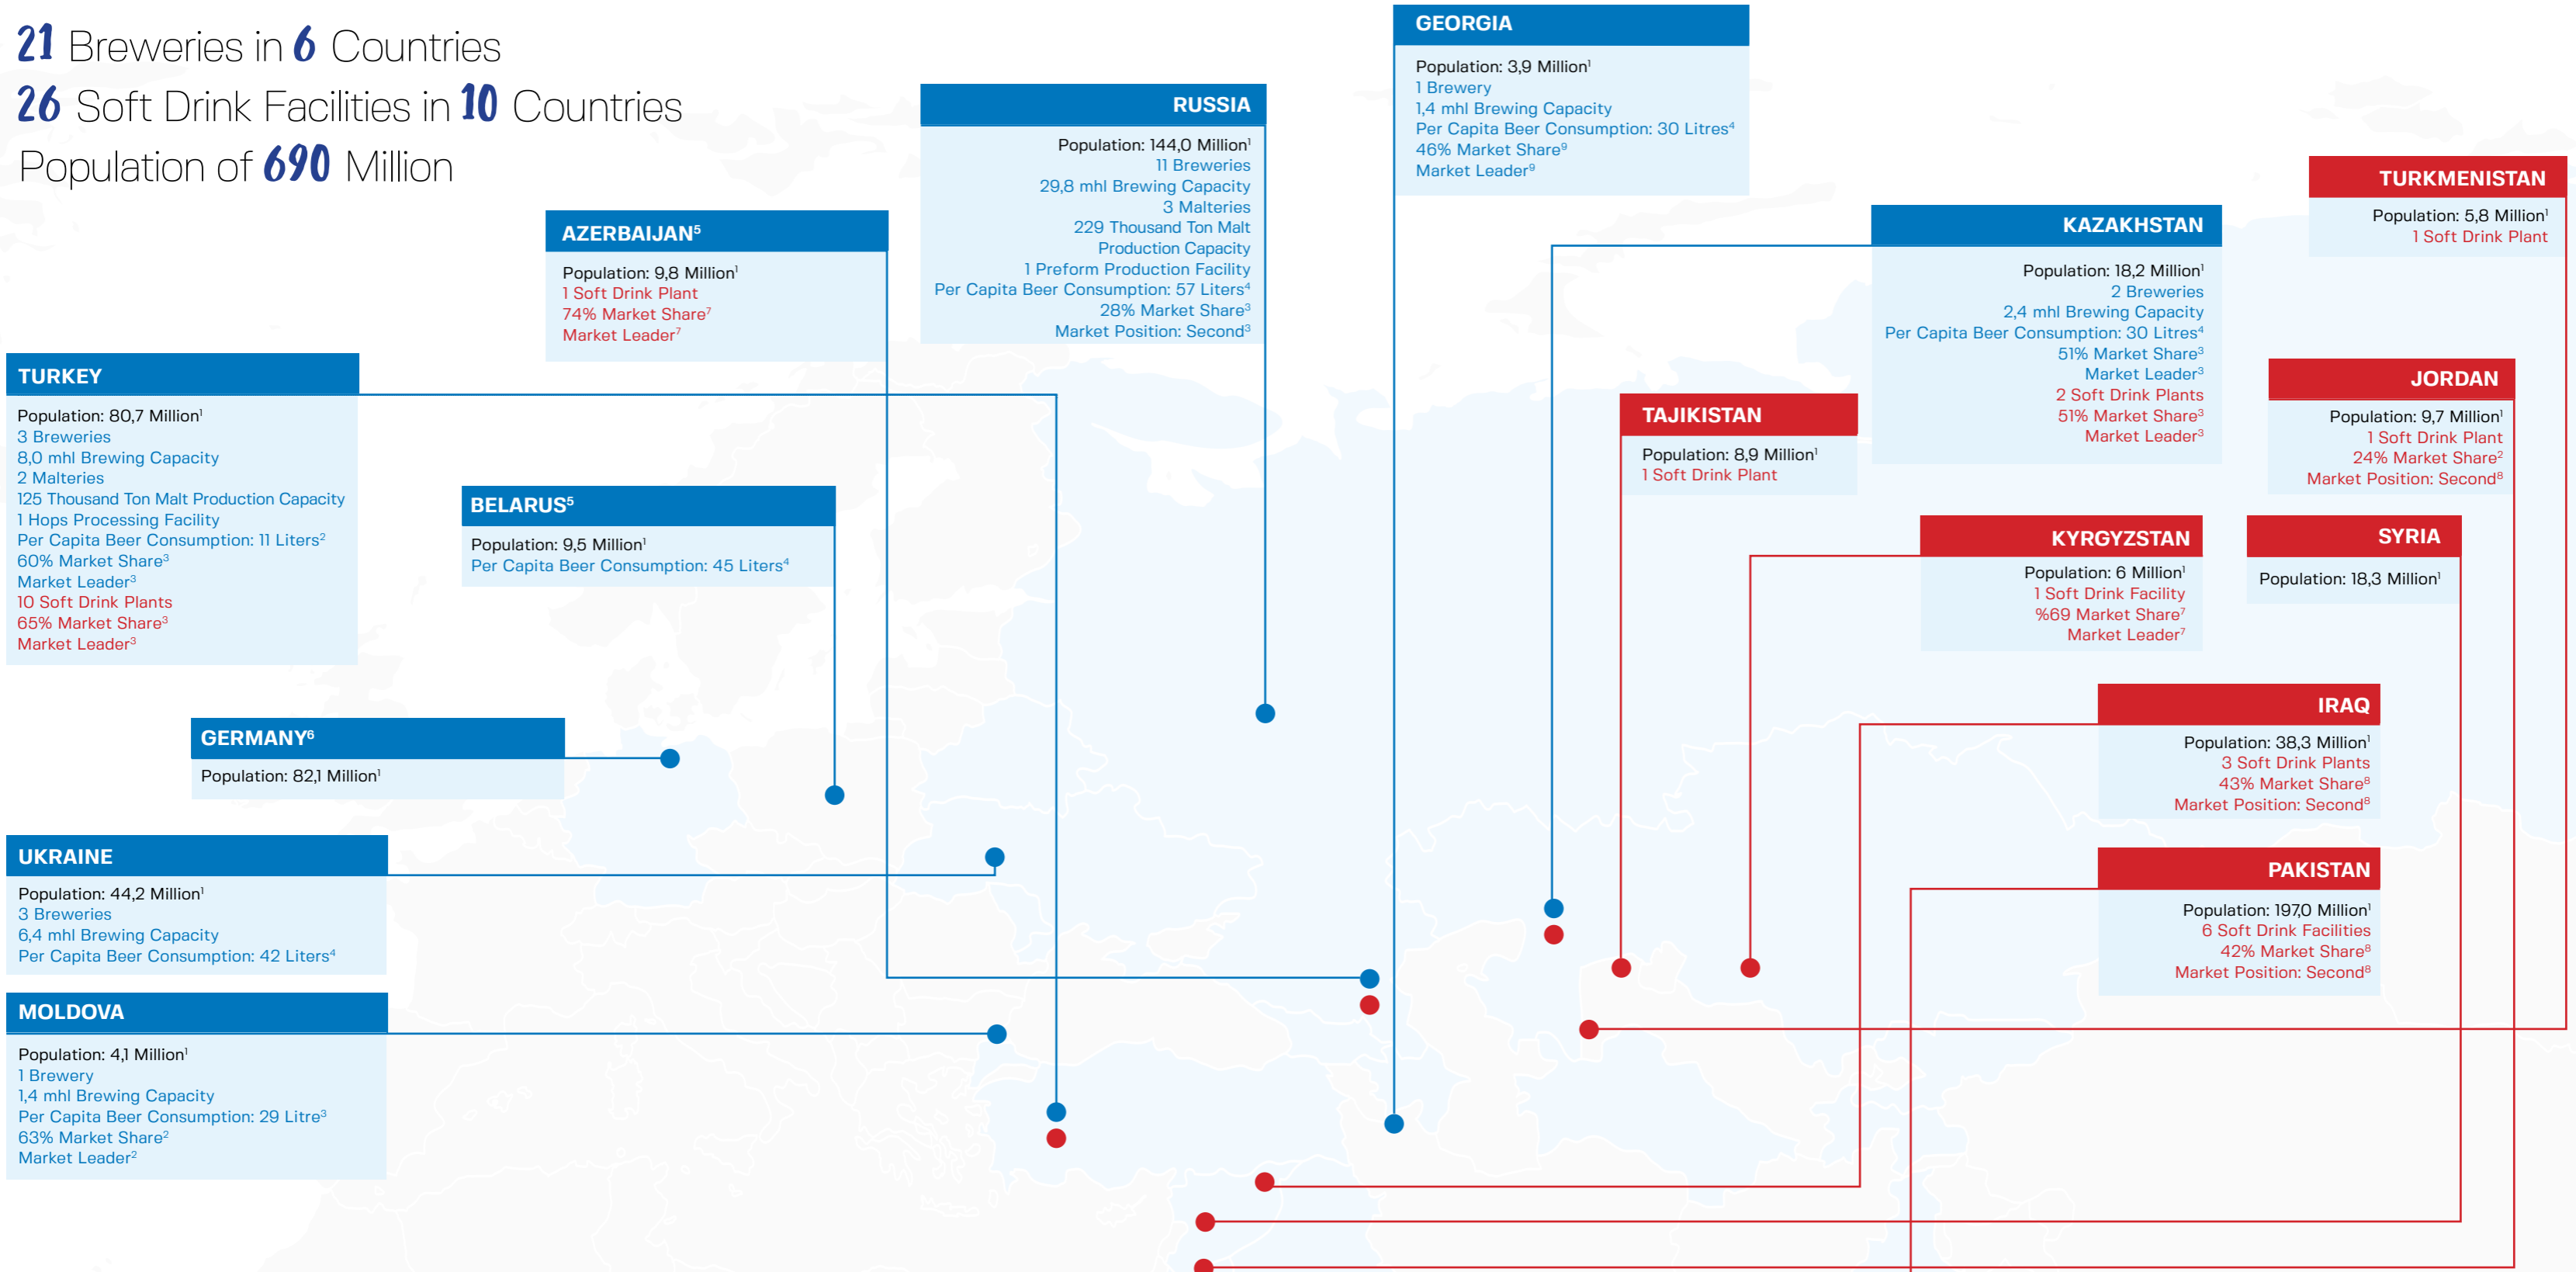 21 Breweries in 6 Countries
26 Soft Drink Facilities in 10 Countries
Population of 690 Million
GEORGIA
Population: 3,9 Million¹
1 Brewery
1,4 mhl Brewing Capacity
Per Capita Beer Consumption: 30 Litres⁴
46% Market Share⁹
Market Leader⁹
RUSSIA
Population: 144,0 Million¹
11 Breweries
29,8 mhl Brewing Capacity
3 Malteries
229 Thousand Ton Malt
Production Capacity
1 Preform Production Facility
Per Capita Beer Consumption: 57 Liters⁴
28% Market Share³
Market Position: Second³
TURKMENISTAN
Population: 5,8 Million¹
1 Soft Drink Plant
AZERBAIJAN⁵
Population: 9,8 Million¹
1 Soft Drink Plant
74% Market Share⁷
Market Leader⁷
KAZAKHSTAN
Population: 18,2 Million¹
2 Breweries
2,4 mhl Brewing Capacity
Per Capita Beer Consumption: 30 Litres⁴
51% Market Share³
Market Leader³
2 Soft Drink Plants
51% Market Share³
Market Leader³
TURKEY
Population: 80,7 Million¹
3 Breweries
8,0 mhl Brewing Capacity
2 Malteries
125 Thousand Ton Malt Production Capacity
1 Hops Processing Facility
Per Capita Beer Consumption: 11 Liters²
60% Market Share³
Market Leader³
10 Soft Drink Plants
65% Market Share³
Market Leader³
JORDAN
Population: 9,7 Million¹
1 Soft Drink Plant
24% Market Share²
Market Position: Second⁸
TAJIKISTAN
Population: 8,9 Million¹
1 Soft Drink Plant
BELARUS⁵
Population: 9,5 Million¹
Per Capita Beer Consumption: 45 Liters⁴
KYRGYZSTAN
Population: 6 Million¹
1 Soft Drink Facility
%69 Market Share⁷
Market Leader⁷
SYRIA
Population: 18,3 Million¹
IRAQ
Population: 38,3 Million¹
3 Soft Drink Plants
43% Market Share⁸
Market Position: Second⁸
GERMANY⁶
Population: 82,1 Million¹
UKRAINE
Population: 44,2 Million¹
3 Breweries
6,4 mhl Brewing Capacity
Per Capita Beer Consumption: 42 Liters⁴
PAKISTAN
Population: 197,0 Million¹
6 Soft Drink Facilities
42% Market Share⁸
Market Position: Second⁸
MOLDOVA
Population: 4,1 Million¹
1 Brewery
1,4 mhl Brewing Capacity
Per Capita Beer Consumption: 29 Litre³
63% Market Share²
Market Leader²